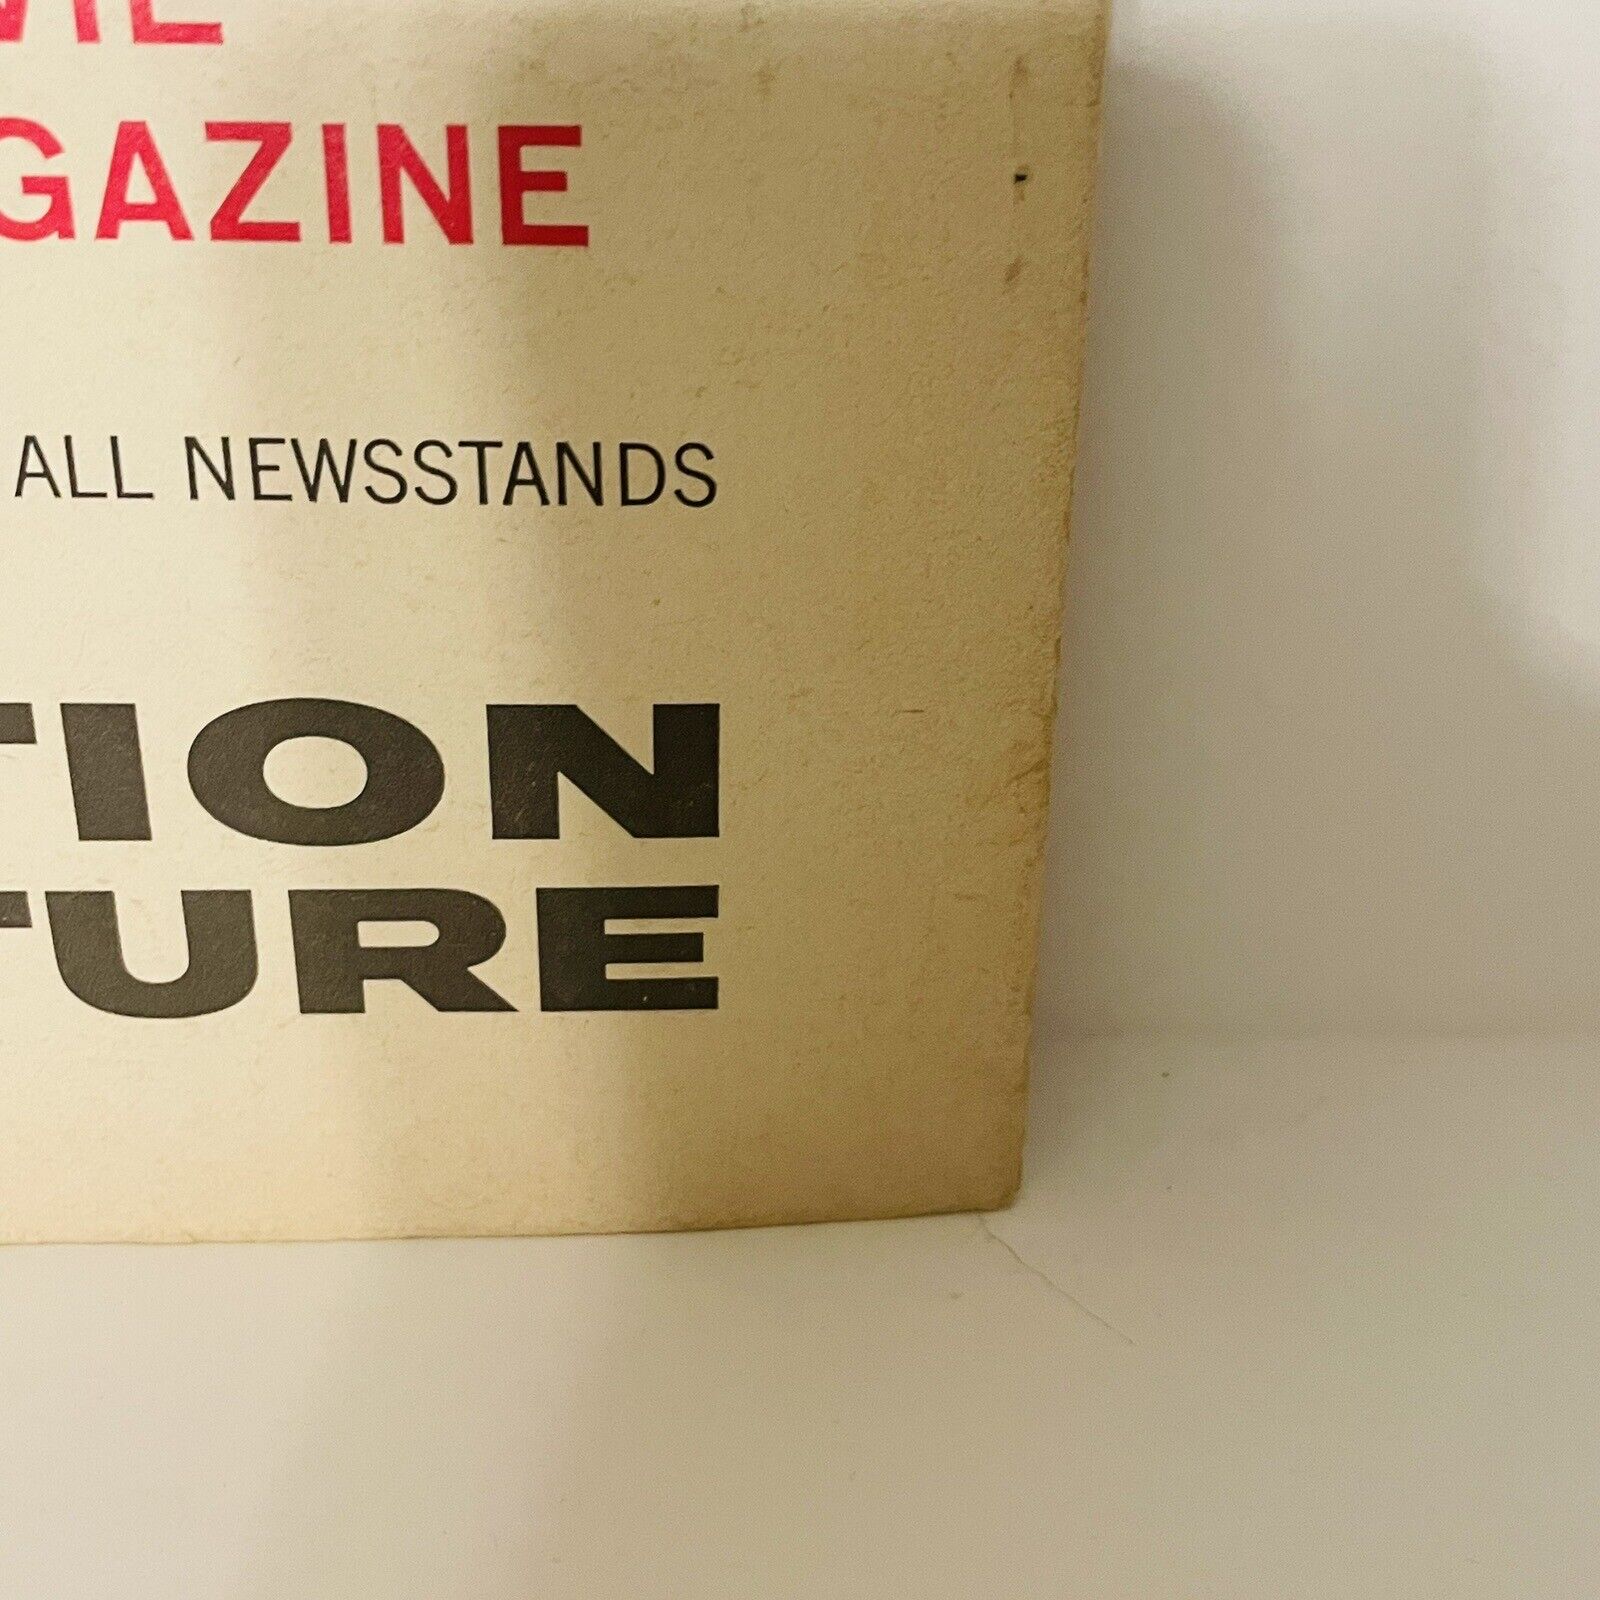 GAZINE
ALL NEWSSTANDS
TION
TURE